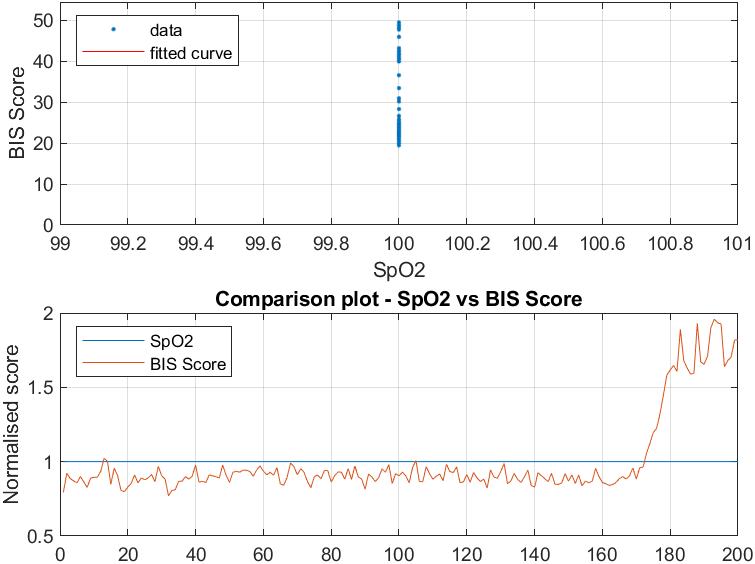 50
40
30
20
10
0
BIS Score
data
fitted curve
99 99.2 99.4 99.6 99.8 100 100.2 100.4 100.6 100.8 101
SpO2
Comparison plot - SpO2 vs BIS Score
2
1.5
1
0.5
Normalised score
SpO2
BIS Score
0 20 40 60 80 100 120 140 160 180 200